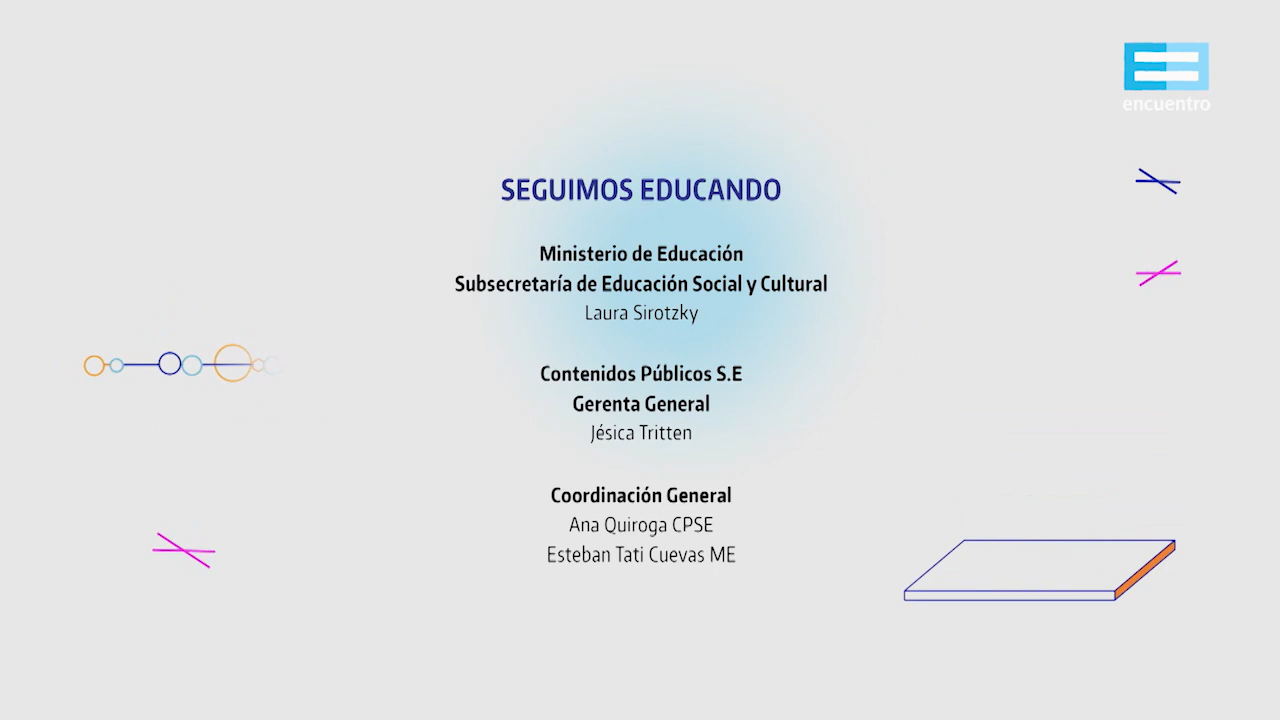 encuentro
SEGUIMOS EDUCANDO
Ministerio de Educación
Subsecretaría de Educación Social y Cultural
Laura Sirotzky
Contenidos Públicos S.E
Gerenta General
Jésica Tritten
Coordinación General
Ana Quiroga CPSE
Esteban Tati Cuevas ME